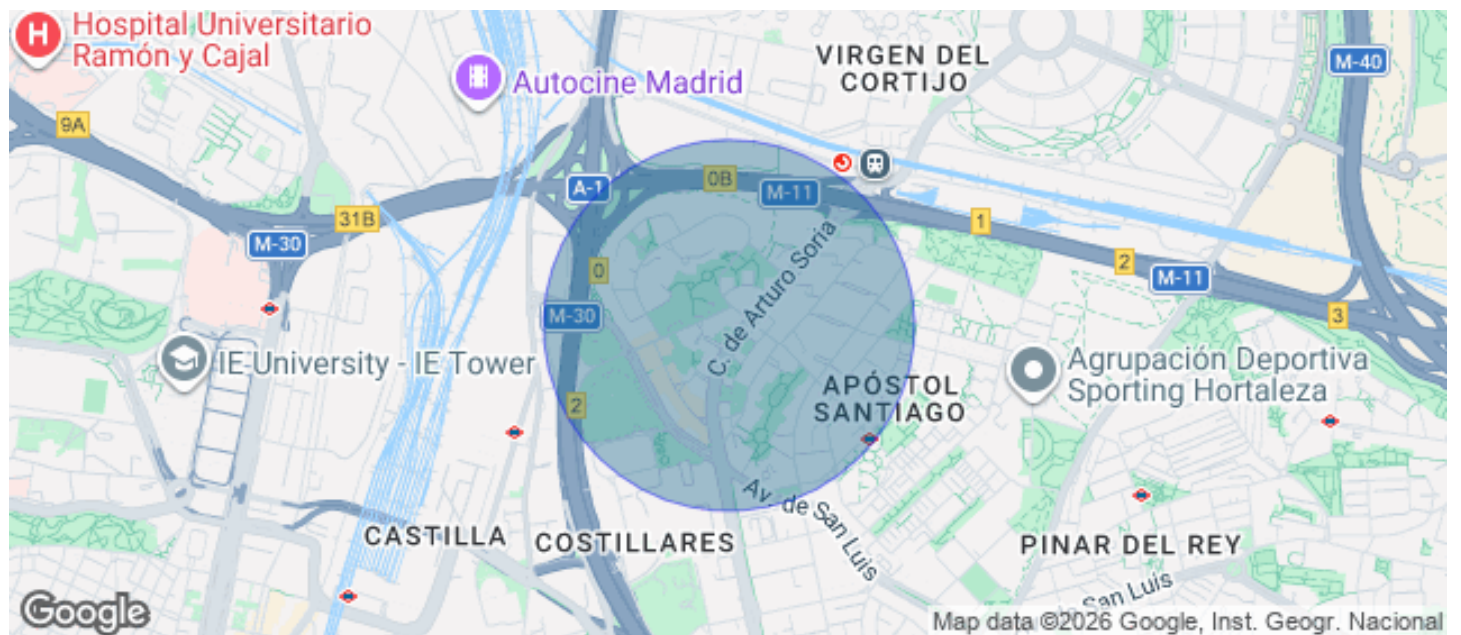 H
Hospital Universitario
Ramón y Cajal
Autocine Madrid
VIRGEN DEL
CORTIJO
M-40
9A
A-1
0B
M-11
31B
M-30
1
2
M-11
3
0
M-30
C. de Arturo Soria
IE University - IE Tower
2
APÓSTOL
SANTIAGO
Agrupación Deportiva
Sporting Hortaleza
Av. de San Luis
CASTILLA
COSTILLARES
PINAR DEL REY
San Luis
Google
Map data ©2026 Google, Inst. Geogr. Nacional